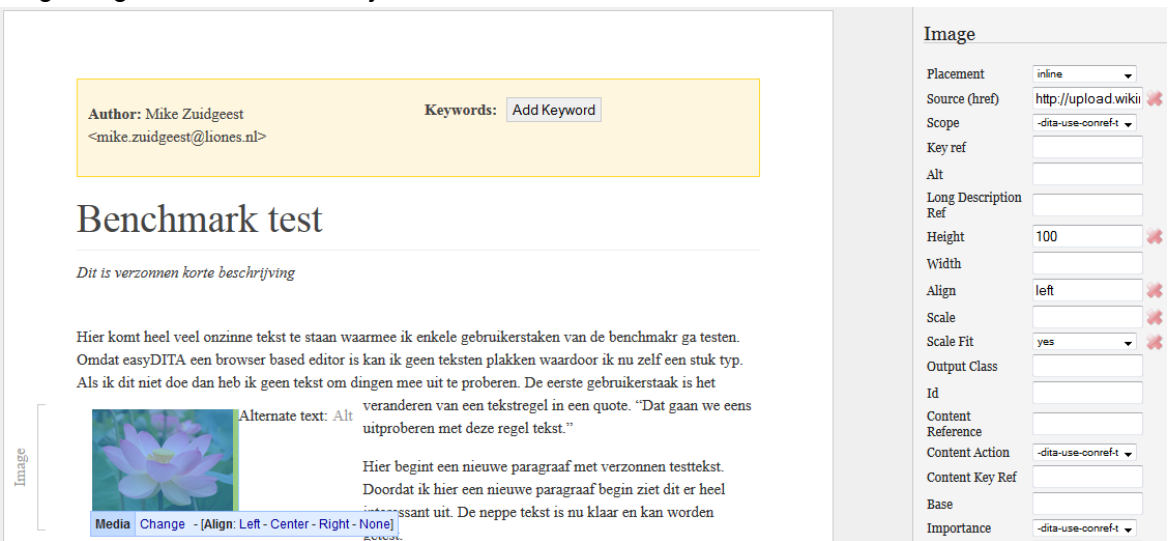 Image
Author: Mike Zuidgeest
<mike.zuidgeest@liones.nl>
Keywords: Add Keyword
Benchmark test
Dit is verzonnen korte beschrijving
Hier komt heel veel onzinne tekst te staan waarmee ik enkele gebruikerstaken van de benchmakr ga testen.
Omdat easyDITA een browser based editor is kan ik geen teksten plakken waardoor ik nu zelf een stuk typ.
Als ik dit niet doe dan heb ik geen tekst om dingen mee uit te proberen. De eerste gebruikerstaak is het
veranderen van een tekstregel in een quote. “Dat gaan we eens
uitproberen met deze regel tekst.”
Alternate text: Alt
Hier begint een nieuwe paragraaf met verzonnen testtekst.
Doordat ik hier een nieuwe paragraaf begin ziet dit er heel
interessant uit. De neppe tekst is nu klaar en kan worden
Image
Media Change - [Align: Left - Center - Right - None]
Placement inline
Source (href) http://upload.wikii
Scope -dita-use-conref-t
Key ref
Alt
Long Description
Ref
Height 100
Width
Align left
Scale
Scale Fit yes
Output Class
Id
Content
Reference
Content Action -dita-use-conref-t
Content Key Ref
Base
Importance -dita-use-conref-t